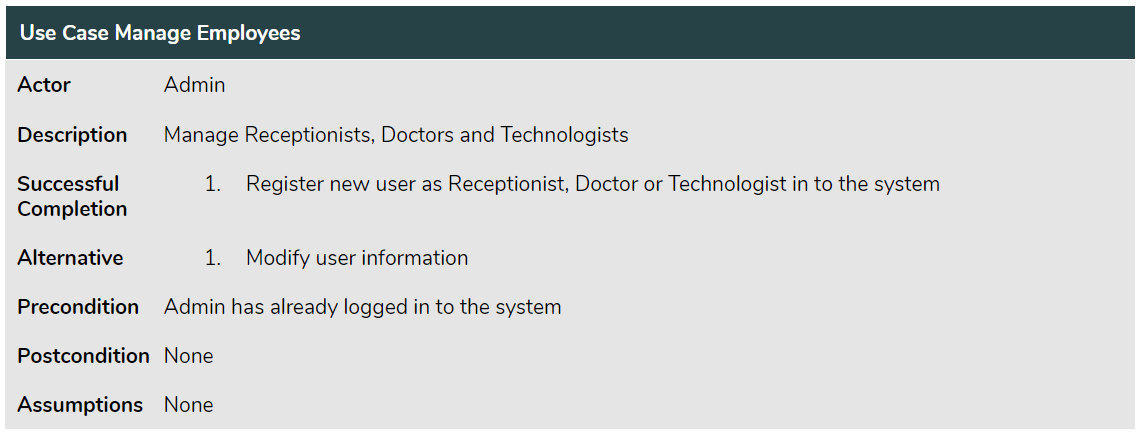 Use Case Manage Employees
Actor Admin
Description Manage Receptionists, Doctors and Technologists
Successful Completion 1. Register new user as Receptionist, Doctor or Technologist in to the system
Alternative 1. Modify user information
Precondition Admin has already logged in to the system
Postcondition None
Assumptions None